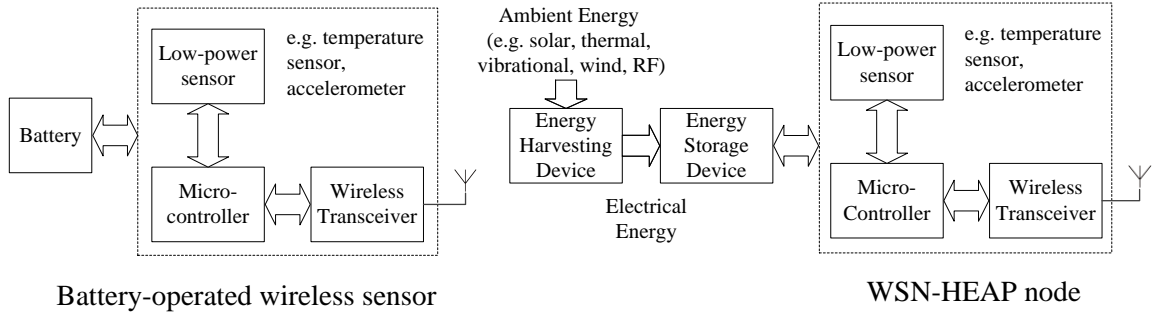 Low-power
sensor
e.g. temperature
sensor,
accelerometer
Battery
Micro-
controller
Wireless
Transceiver
Battery-operated wireless sensor
Ambient Energy
(e.g. solar, thermal,
vibrational, wind, RF)
Energy
Harvesting
Device
Energy
Storage
Device
Electrical
Energy
Low-power
sensor
e.g. temperature
sensor,
accelerometer
Micro-
Controller
Wireless
Transceiver
WSN-HEAP node